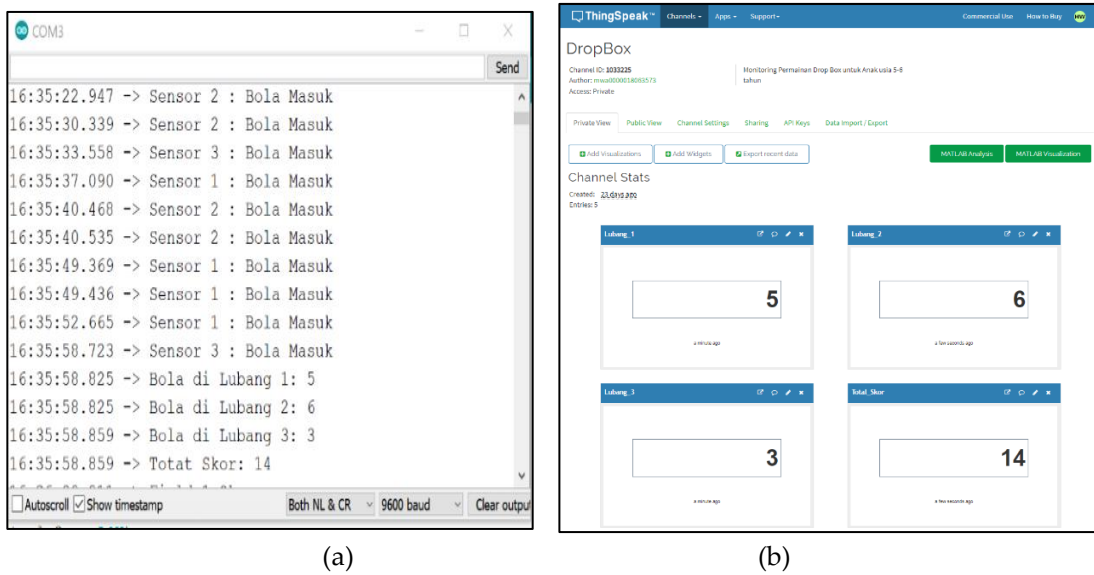 COM3
Send
16:35:22.947 -> Sensor 2 : Bola Masuk
16:35:30.339 -> Sensor 2 : Bola Masuk
16:35:33.558 -> Sensor 3 : Bola Masuk
16:35:37.090 -> Sensor 1 : Bola Masuk
16:35:40.468 -> Sensor 2 : Bola Masuk
16:35:40.535 -> Sensor 2 : Bola Masuk
16:35:49.369 -> Sensor 1 : Bola Masuk
16:35:49.436 -> Sensor 1 : Bola Masuk
16:35:52.665 -> Sensor 1 : Bola Masuk
16:35:58.723 -> Sensor 3 : Bola Masuk
16:35:58.825 -> Bola di Lubang 1: 5
16:35:58.825 -> Bola di Lubang 2: 6
16:35:58.859 -> Bola di Lubang 3: 3
16:35:58.859 -> Totat Skor: 14
Autoscroll Show timestamp Both NL & CR 9600 baud Clear output
(a)
ThingSpeak™ Channels Apps Support Commercial Use How to Buy HW
DropBox
Channel ID: 1033225
Author:
Access: Private
Monitoring Permainan Drop Box untuk Anak usia 5-6
tahun
Private View Public View Channel Settings Sharing API Keys Data Import / Export
Add Visualizations Add Widgets Export recent data MATLAB Analysis MATLAB Visualization
Channel Stats
Created: 23 days ago
Entries: 5
Lubang_1 Lubang_2
5 6
a minute ago a few seconds ago
Lubang_3 Total_Skor
3 14
a minute ago a few seconds ago
(b)